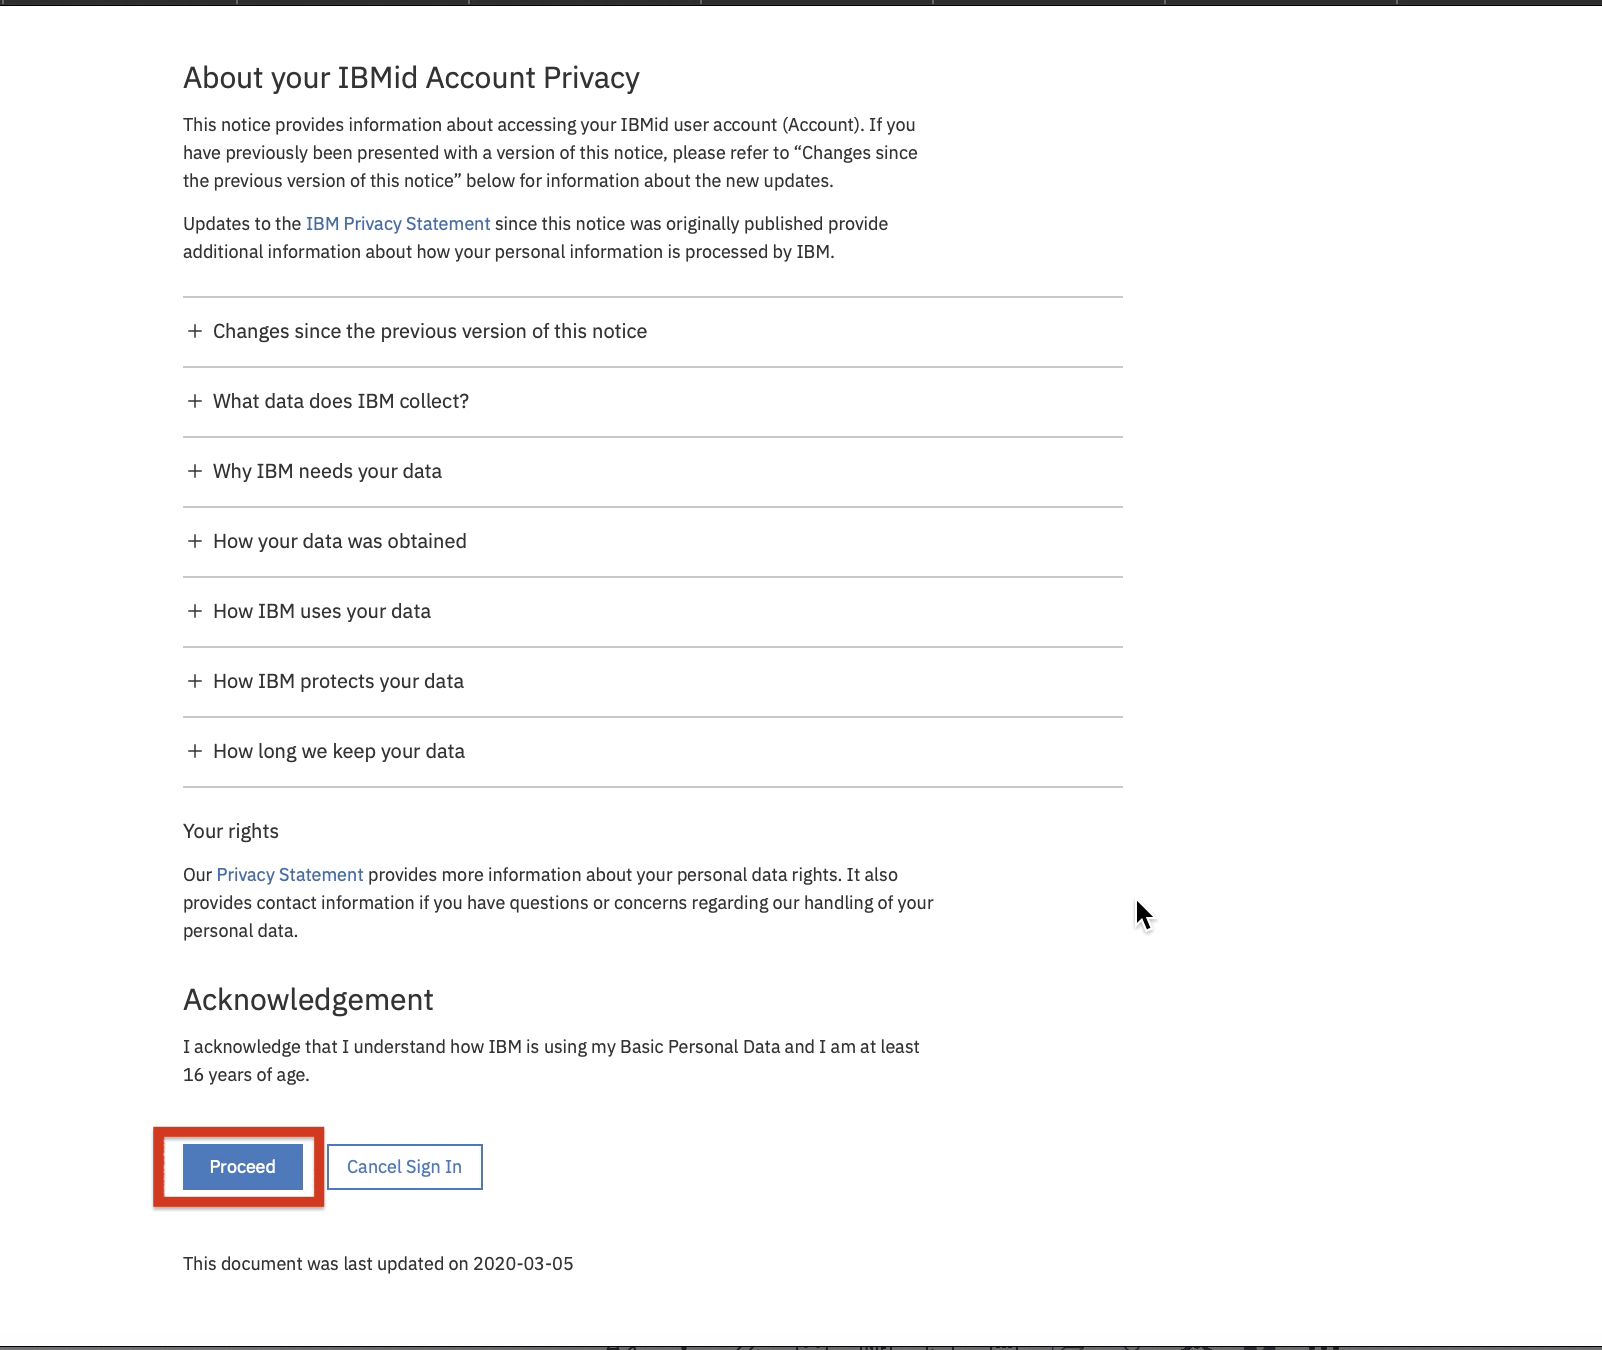 About your IBMid Account Privacy
This notice provides information about accessing your IBMid user account (Account). If you
have previously been presented with a version of this notice, please refer to “Changes since
the previous version of this notice” below for information about the new updates.
Updates to the IBM Privacy Statement since this notice was originally published provide
additional information about how your personal information is processed by IBM.
+ Changes since the previous version of this notice
+ What data does IBM collect?
+ Why IBM needs your data
+ How your data was obtained
+ How IBM uses your data
+ How IBM protects your data
+ How long we keep your data
Your rights
Our Privacy Statement provides more information about your personal data rights. It also
provides contact information if you have questions or concerns regarding our handling of your
personal data.
Acknowledgement
I acknowledge that I understand how IBM is using my Basic Personal Data and I am at least
16 years of age.
Proceed Cancel Sign In
This document was last updated on 2020-03-05